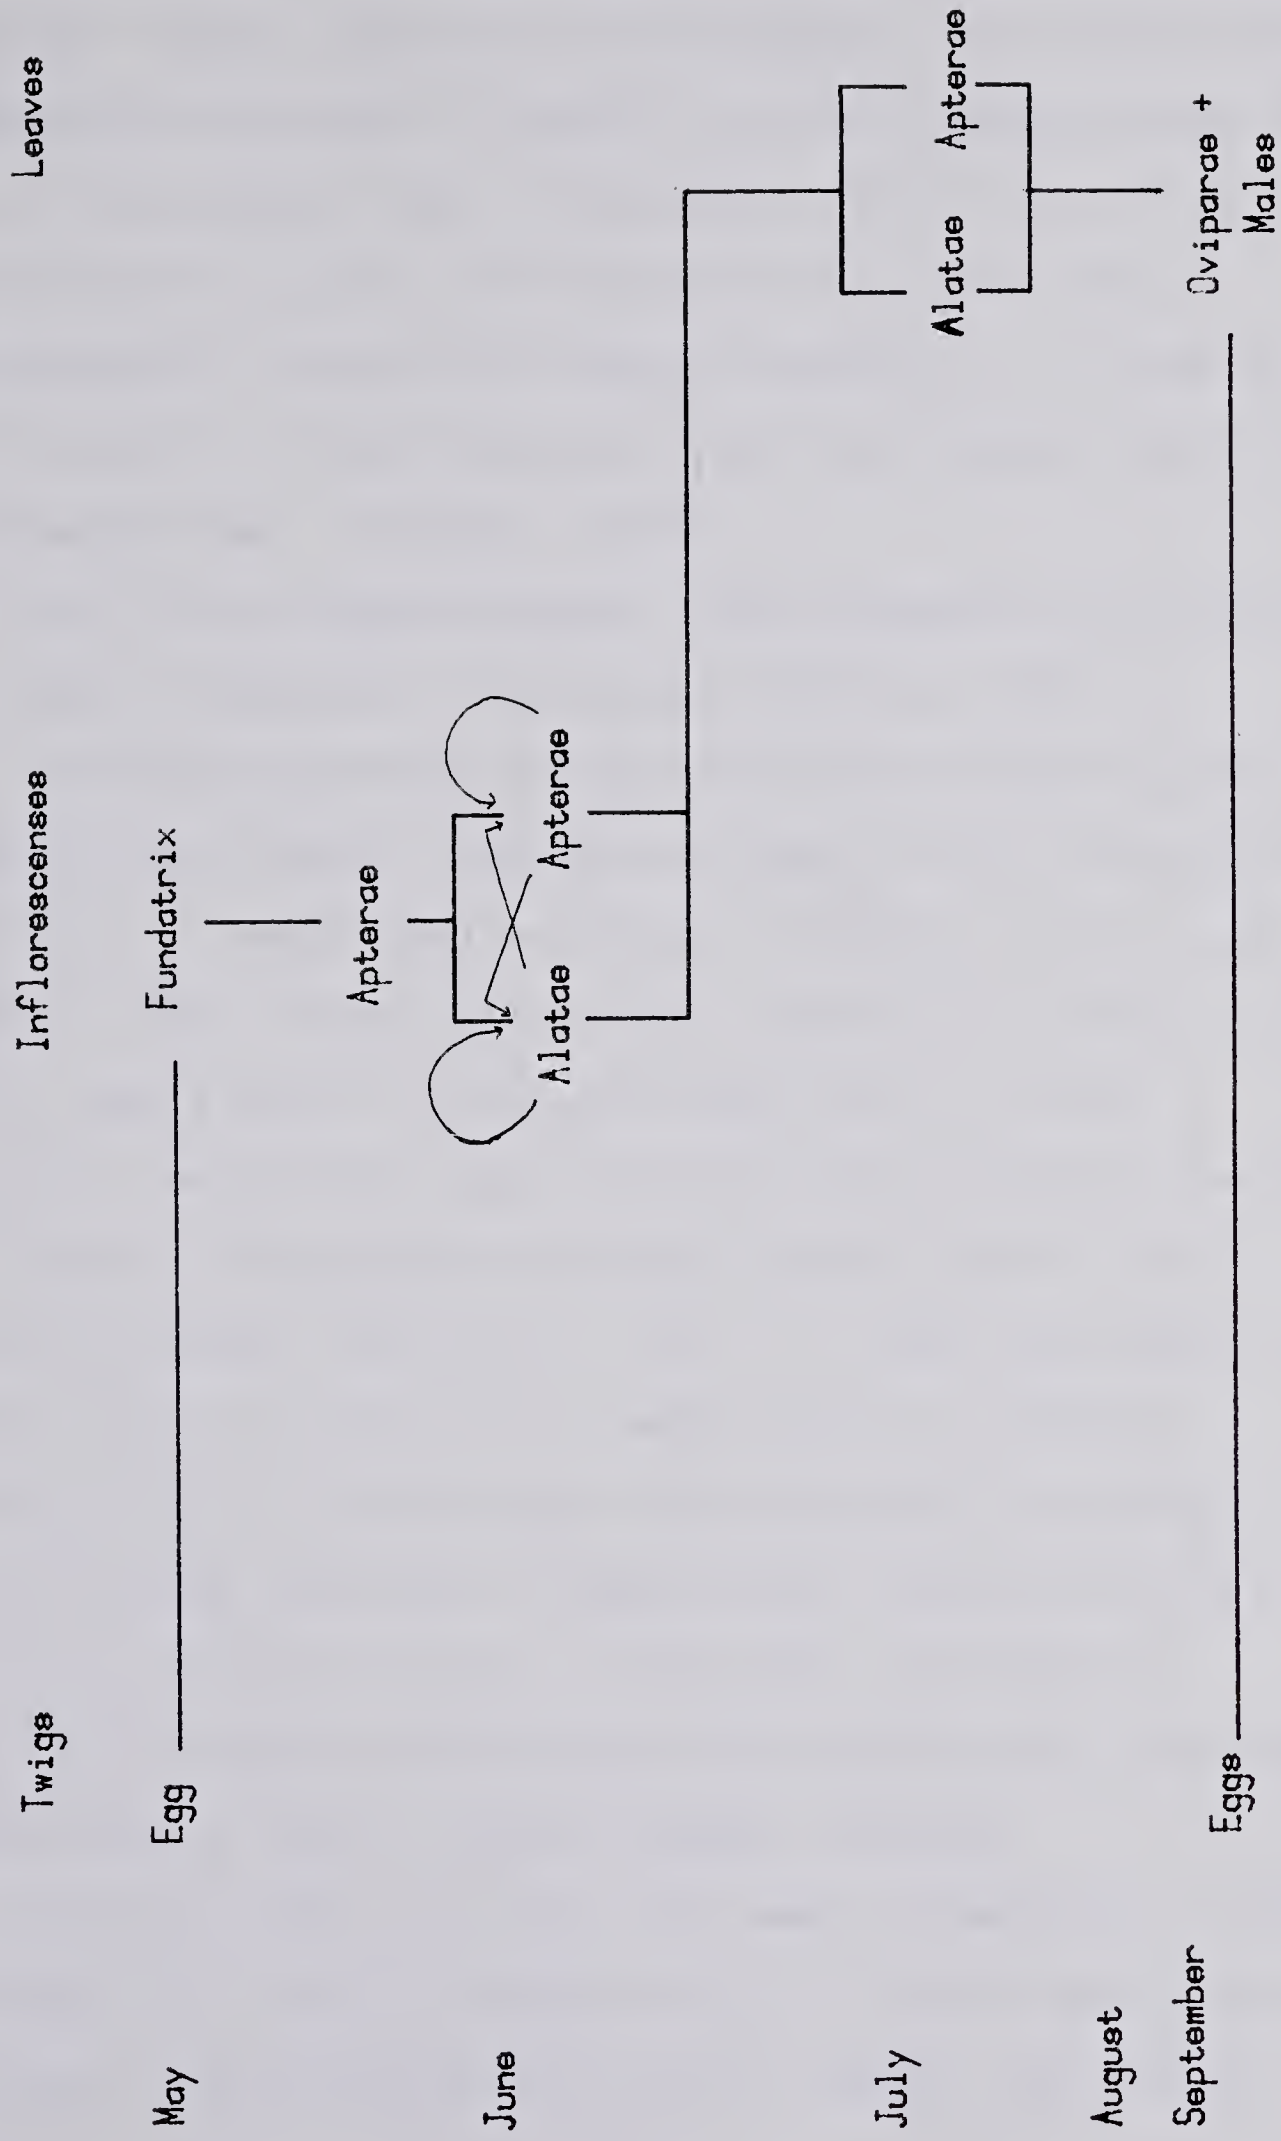 Twigs Inflorescenses Leaves
May Egg Fundatrix
Apterae
June Alatae Apterae
July Alatae Apterae
August
September Eggs Oviparae +
Males